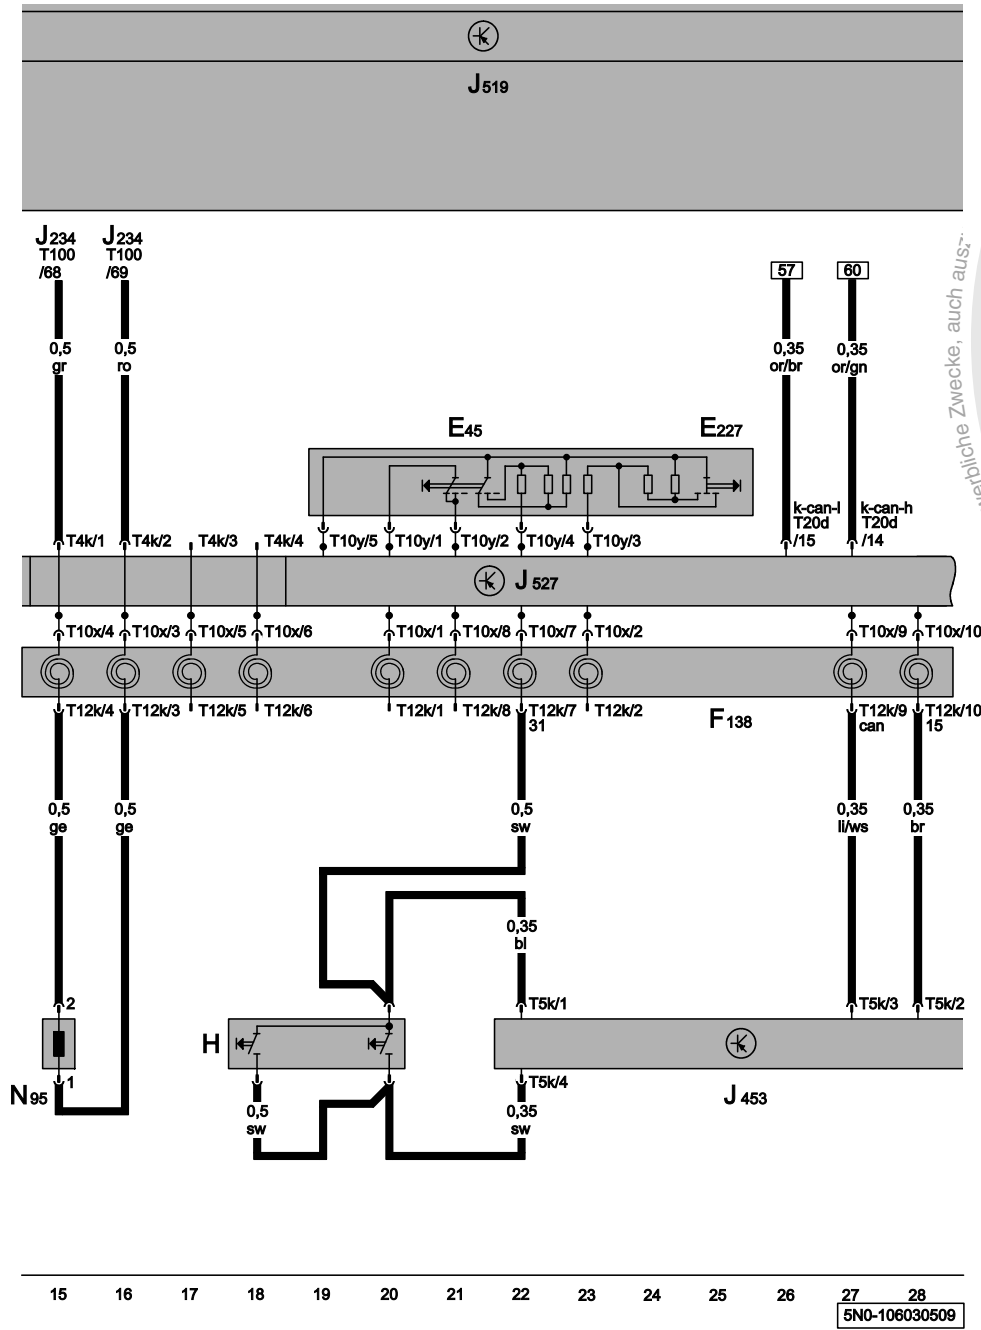 J519
J234 J234
T100 T100
/68 /69
57 60
0,5 0,5 0,35 0,35
gr ro or/br or/gn
E45 E227
k-can-l k-can-h
T20d T20d
T4k/1 T4k/2 T4k/3 T4k/4 T10y/5 T10y/1 T10y/2 T10y/4 T10y/3 /15 /14
J527
T10x/4 T10x/3 T10x/5 T10x/6 T10x/1 T10x/8 T10x/7 T10x/2 T10x/9 T10x/10
T12k/4 T12k/3 T12k/5 T12k/6 T12k/1 T12k/8 T12k/7 T12k/2 F138 T12k/9 T12k/10
31 can 15
0,5 0,5 0,5 0,35 0,35
ge ge sw li/ws br
0,35
bl
2 T5k/1 T5k/3 T5k/2
H
1 T5k/4
N95 J453
0,5 0,35
sw sw
15 16 17 18 19 20 21 22 23 24 25 26 27 28
5N0-106030509
Zwecke, auch